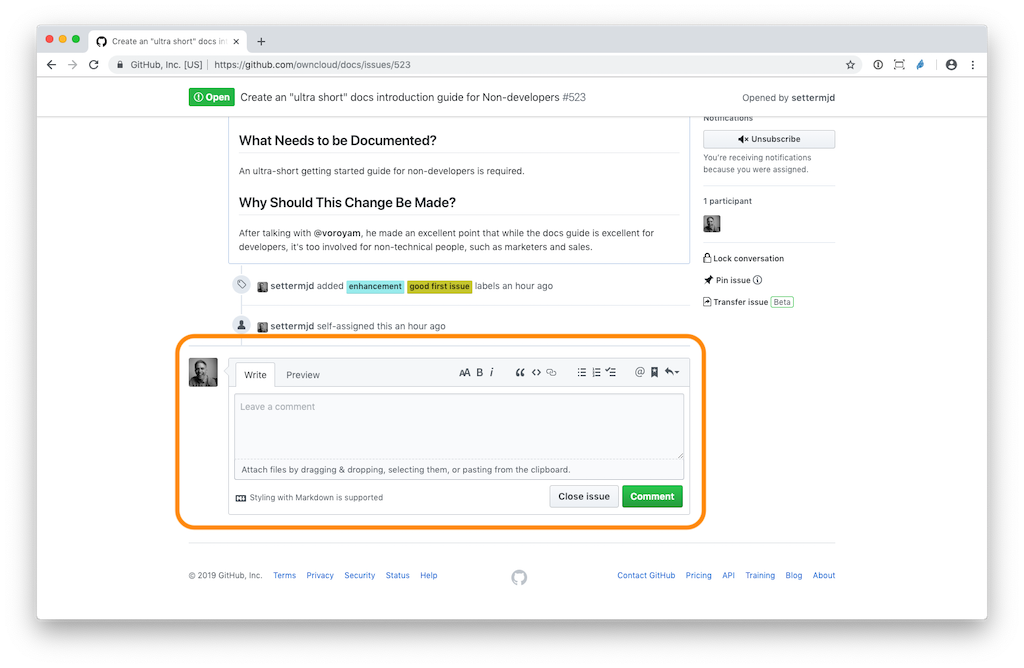 Create an "ultra short" docs in
GitHub, Inc. [US] | https://github.com/owncloud/docs/issues/523
Open Create an "ultra short" docs introduction guide for Non-developers #523 Opened by settermjd
What Needs to be Documented?
An ultra-short getting started guide for non-developers is required.
Why Should This Change Be Made?
After talking with @voroyam, he made an excellent point that while the docs guide is excellent for
developers, it's too involved for non-technical people, such as marketers and sales.
settermjd added enhancement good first issue labels an hour ago
settermjd self-assigned this an hour ago
Notifications
Unsubscribe
You're receiving notifications
because you were assigned.
1 participant
Lock conversation
Pin issue
Transfer issue Beta
Write Preview AA B i @
Leave a comment
Attach files by dragging & dropping, selecting them, or pasting from the clipboard.
Styling with Markdown is supported Close issue Comment
© 2019 GitHub, Inc. Terms Privacy Security Status Help Contact GitHub Pricing API Training Blog About